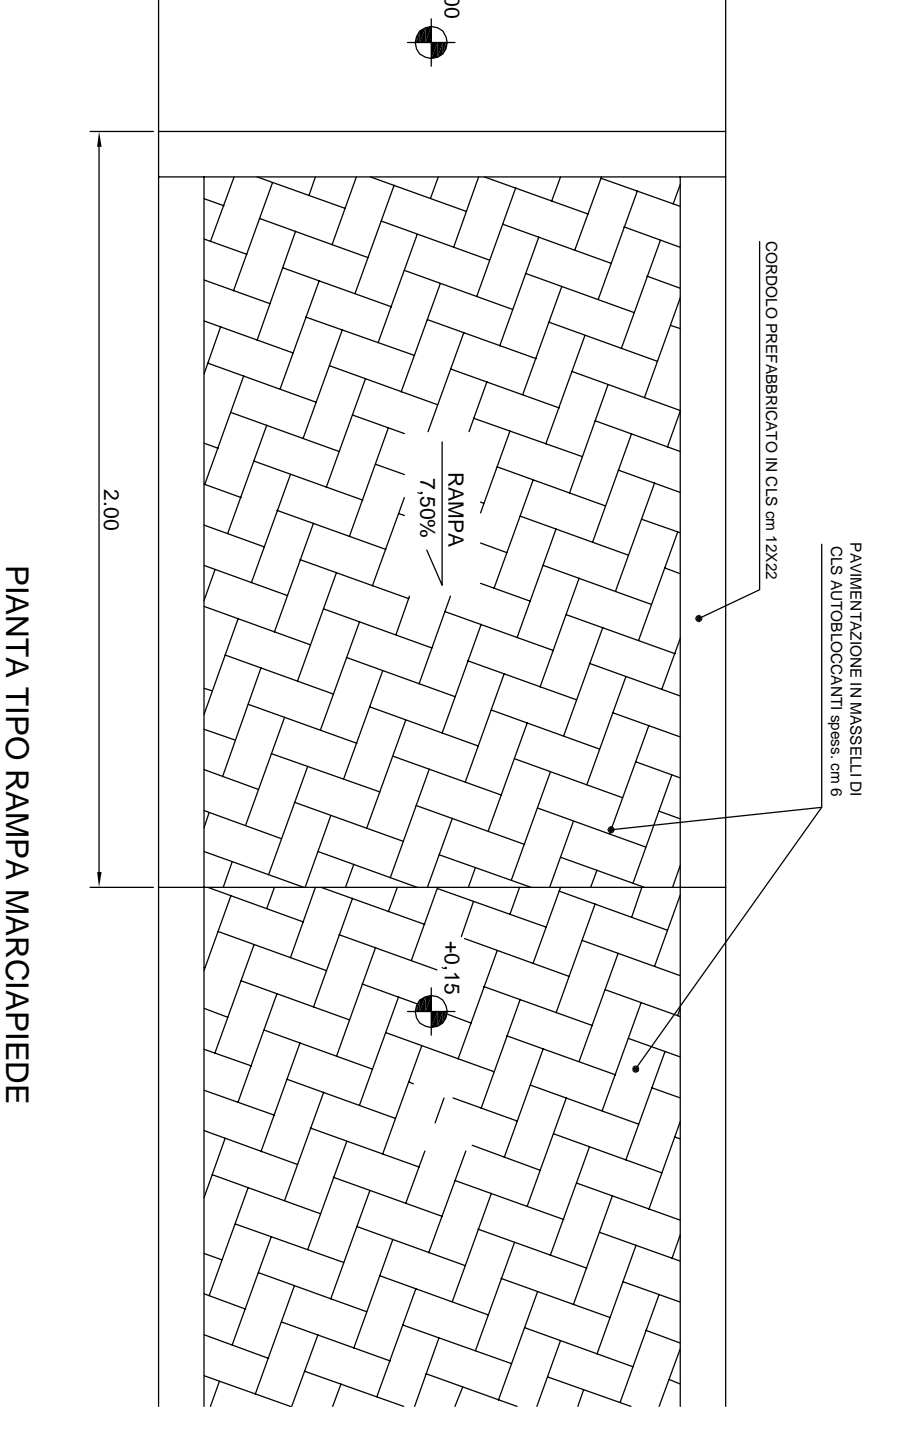 PAVIMENTAZIONE IN MASSELLI DI
CLS AUTOBLOCCANTI spess. cm 6
CORDOLO PREFABBRICATO IN CLS cm 12X22
00
RAMPA
7,50%
+0,15
2.00
PIANTA TIPO RAMPA MARCIAPIEDE